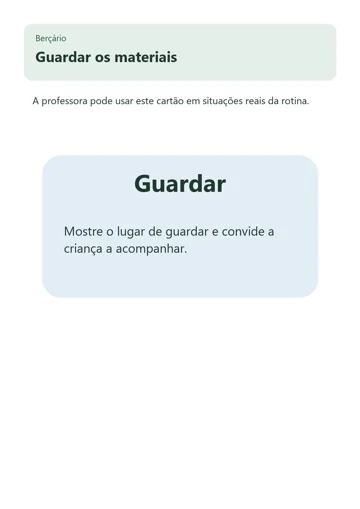 Berçário
Guardar os materiais
A professora pode usar este cartão em situações reais da rotina.
Guardar
Mostre o lugar de guardar e convide a
criança a acompanhar.